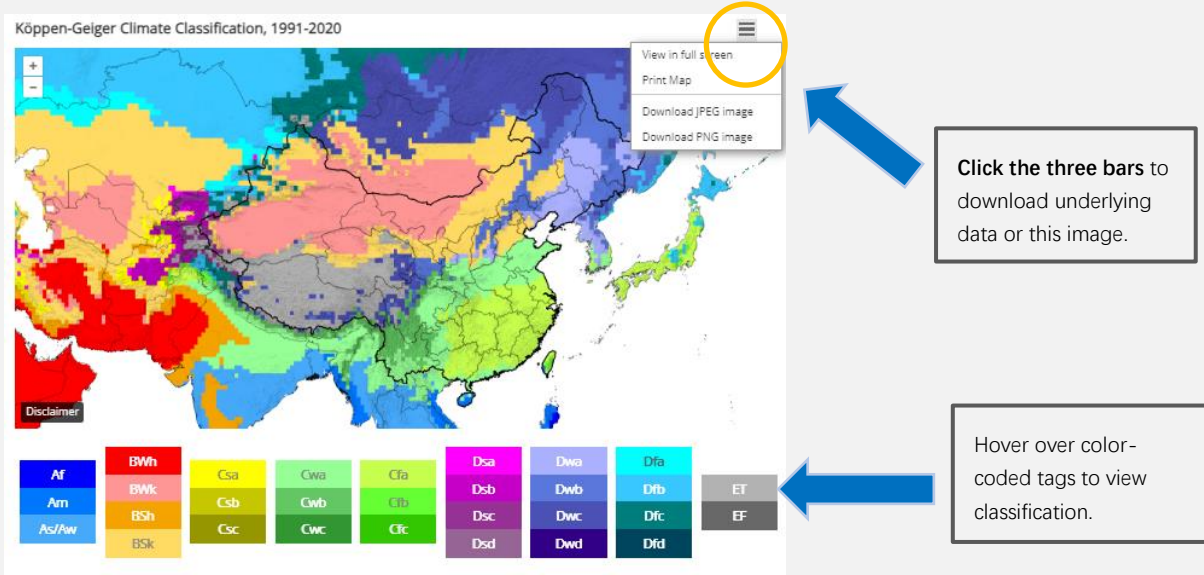 Köppen-Geiger Climate Classification, 1991-2020
+
−
View in full screen
Print Map
Download JPEG image
Download PNG image
Click the three bars to
download underlying
data or this image.
Disclaimer
Hover over color-
coded tags to view
classification.
Af
Am
As/Aw
BWh
BWk
BSh
BSk
Csa
Csb
Csc
Cwa
Cwb
Cwc
Cfa
Cfb
Cfc
Dsa
Dsb
Dsc
Dsd
Dwa
Dwb
Dwc
Dwd
Dfa
Dfb
Dfc
Dfd
ET
EF